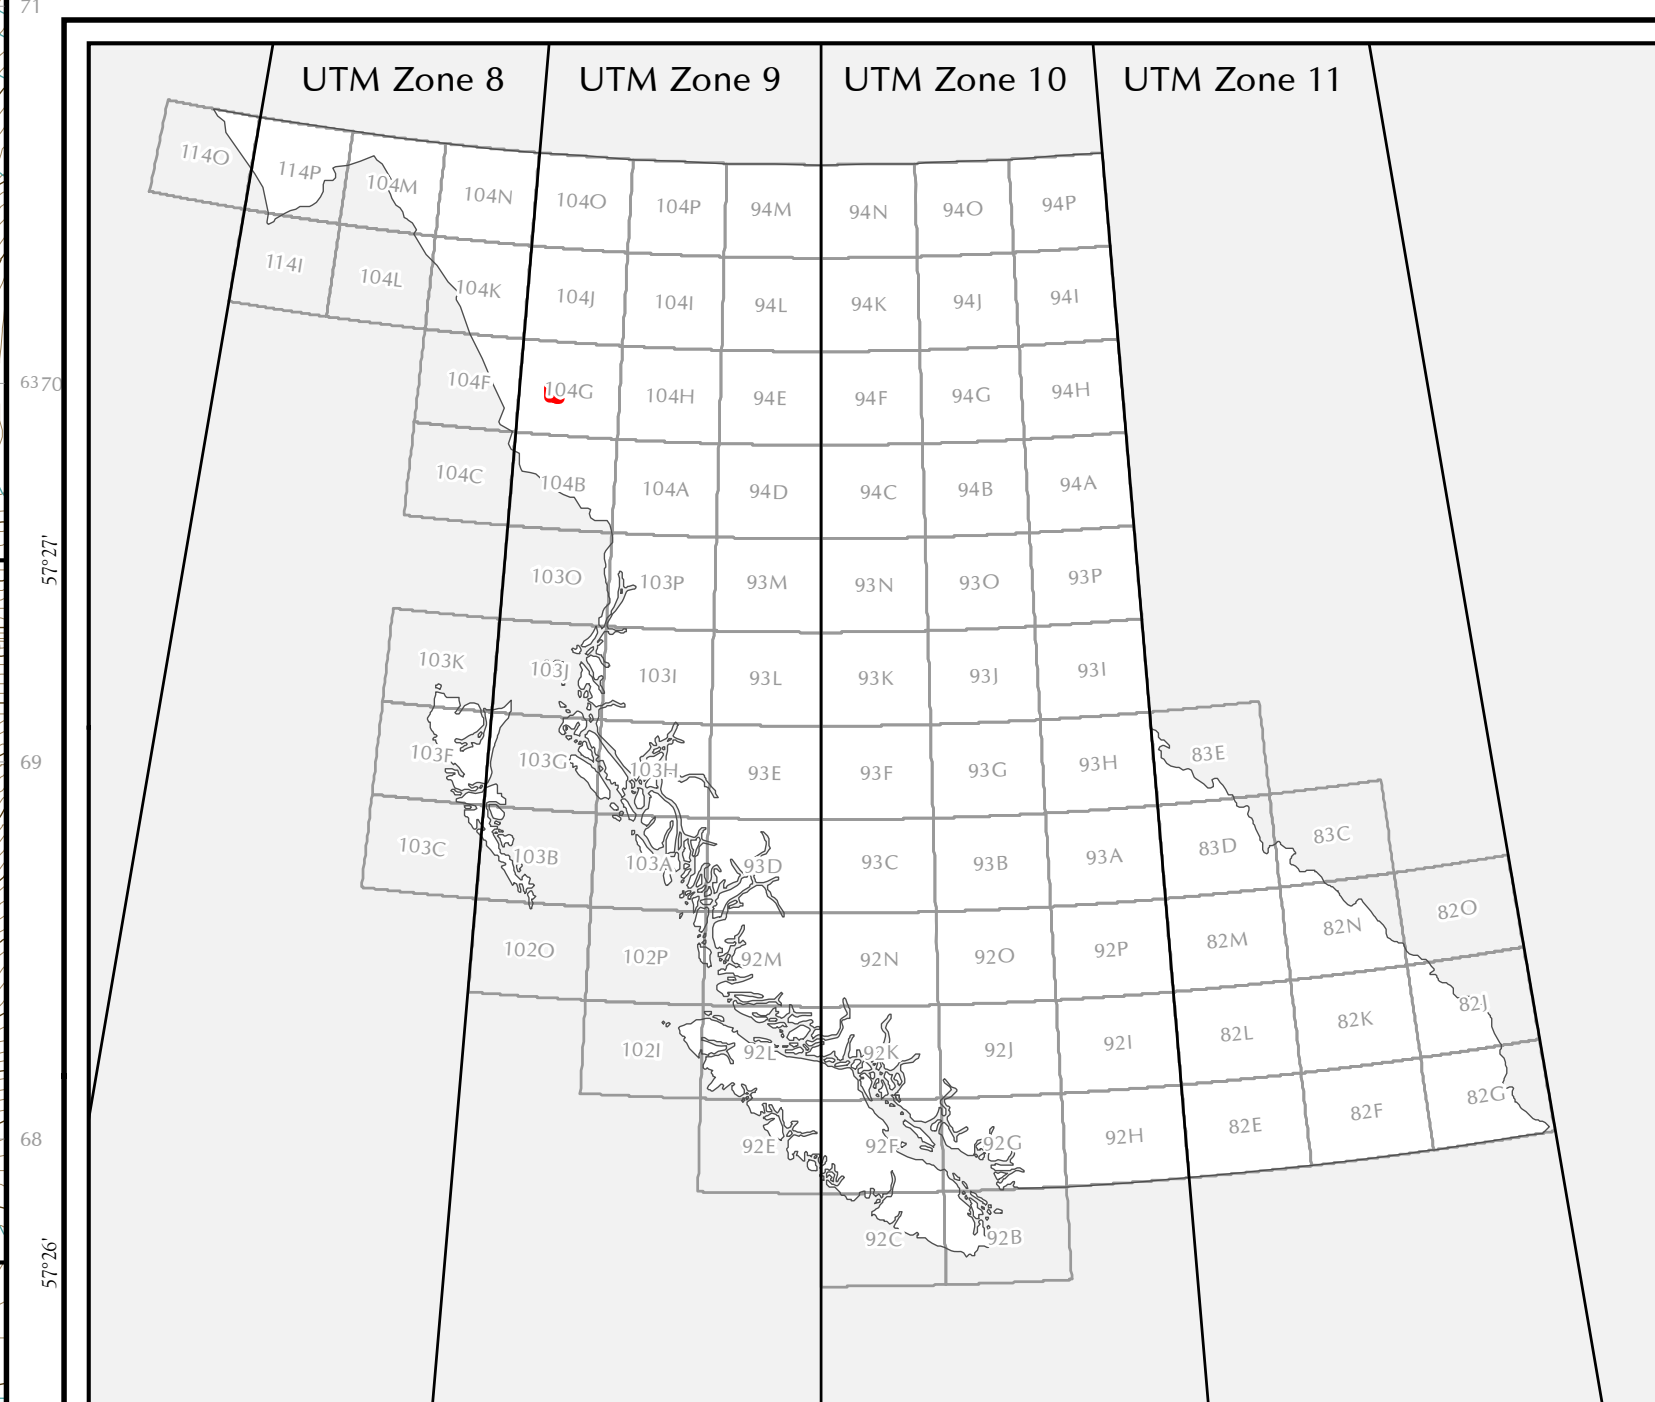 71
UTM Zone 8 UTM Zone 9 UTM Zone 10 UTM Zone 11
114O 114P 104M 104N 104O 104P 94M 94N 94O 94P
114I 104L 104K 104J 104I 94L 94K 94J 94I
6370
104F 104G 104H 94E 94F 94G 94H
104C 104B 104A 94D 94C 94B 94A
57°27'
103O 103P 93M 93N 93O 93P
103K 103J 103I 93L 93K 93J 93I
69
103F 103G 103H 93E 93F 93G 93H 83E
103C 103B 103A 93D 93C 93B 93A 83D 83C
102O 102P 92M 92N 92O 92P 82M 82N 82O
102I 92L 92K 92J 92I 82L 82K 82J
68
92E 92F 92G 92H 82E 82F 82G
57°26'
92C 92B